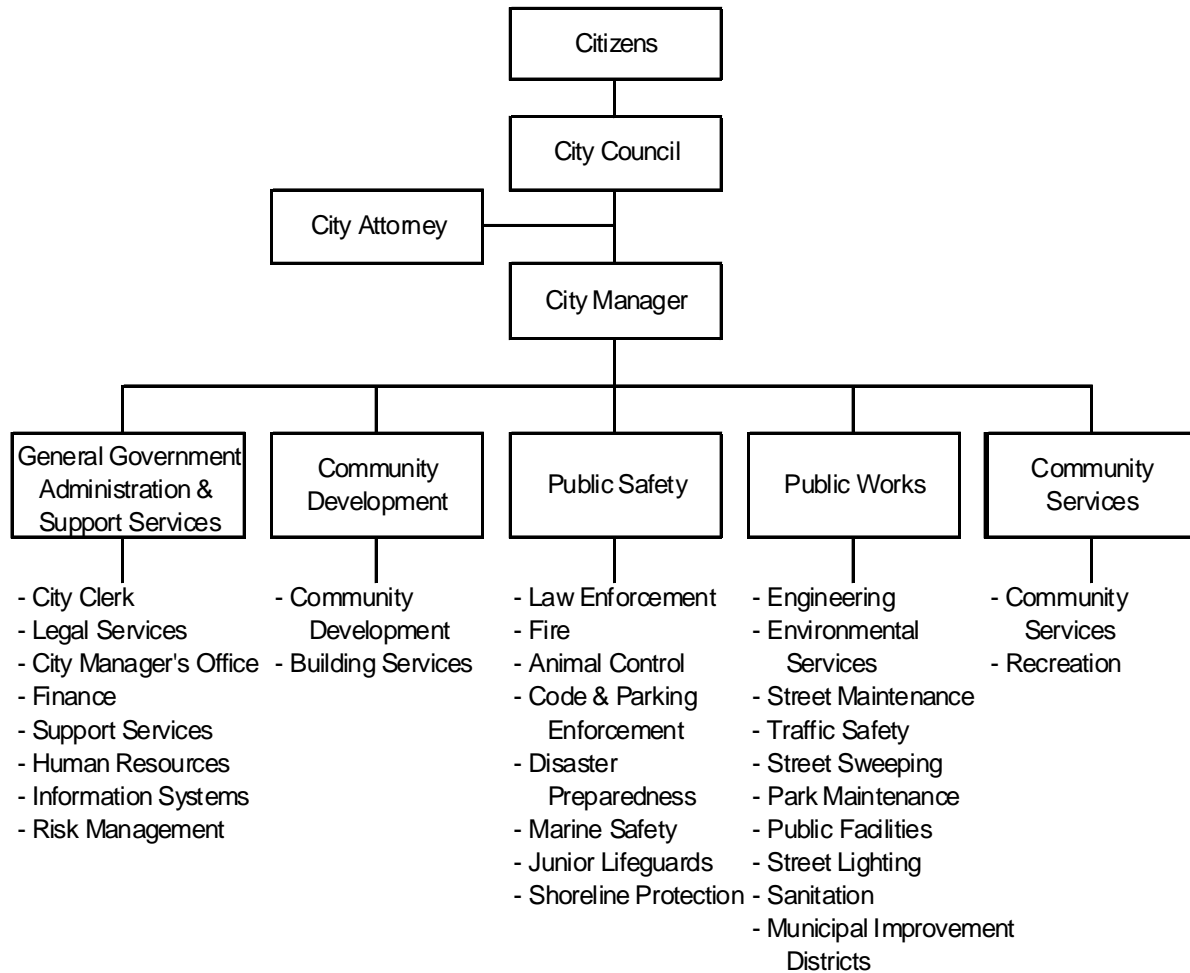 Citizens
City Council
City Attorney
City Manager
General Government
Administration &
Support Services
Community
Development
Public Safety
Public Works
Community
Services
- City Clerk
- Legal Services
- City Manager's Office
- Finance
- Support Services
- Human Resources
- Information Systems
- Risk Management
- Community
Development
- Building Services
- Law Enforcement
- Fire
- Animal Control
- Code & Parking
Enforcement
- Disaster
Preparedness
- Marine Safety
- Junior Lifeguards
- Shoreline Protection
- Engineering
- Environmental
Services
- Street Maintenance
- Traffic Safety
- Street Sweeping
- Park Maintenance
- Public Facilities
- Street Lighting
- Sanitation
- Municipal Improvement
Districts
- Community
Services
- Recreation